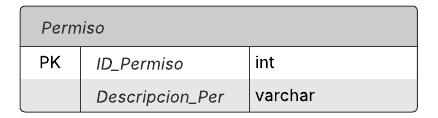 Permiso
PK ID_Permiso int
Descripcion_Per varchar